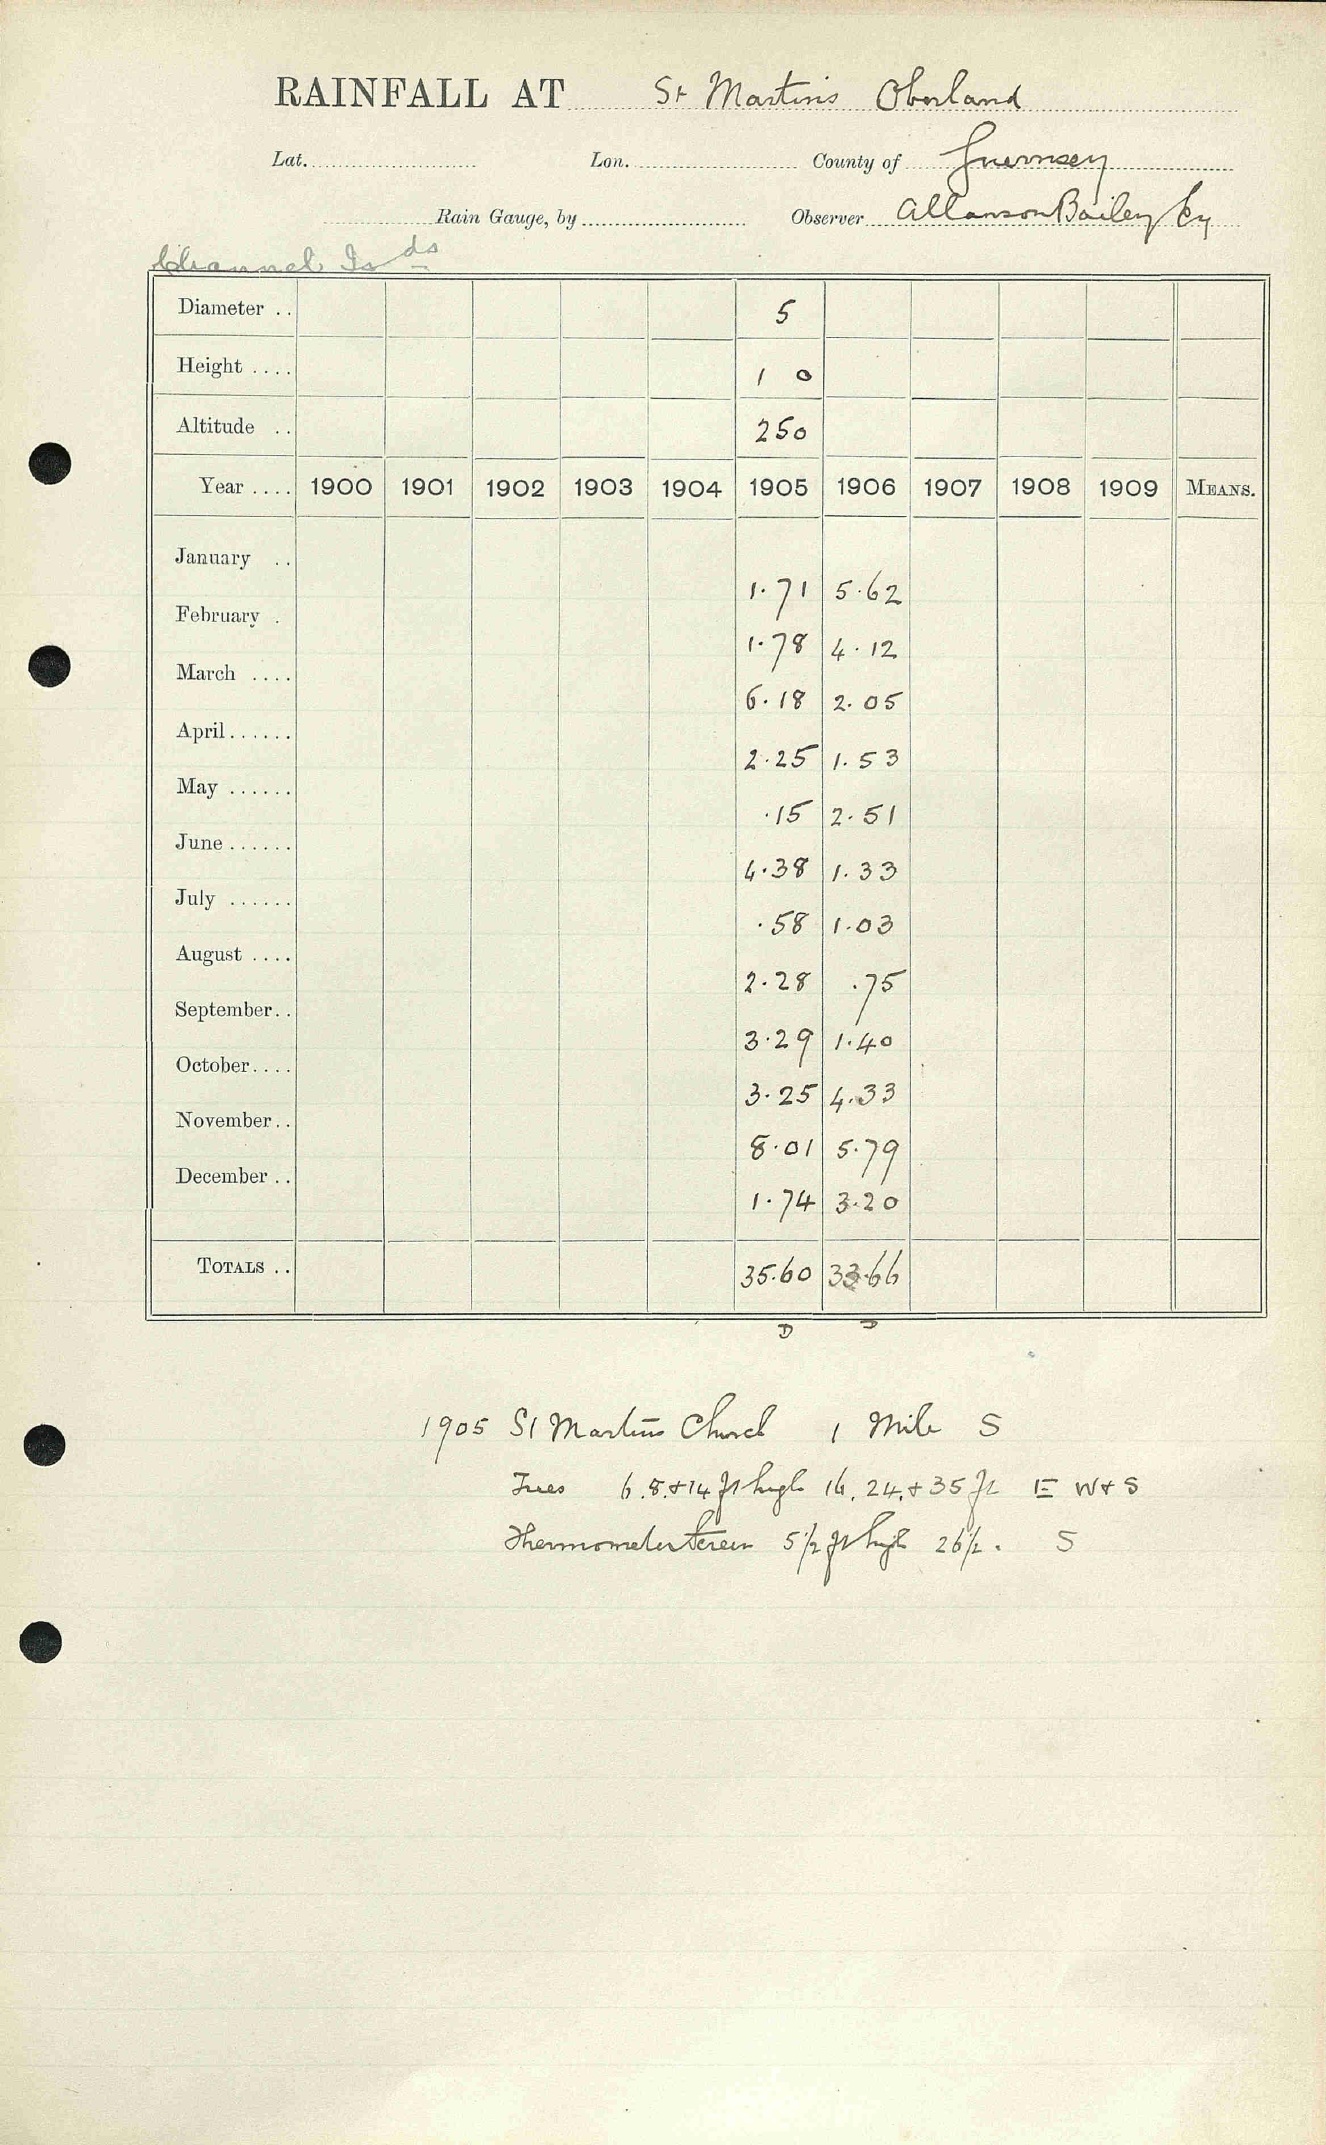 RAINFALL AT St Martins Oberland
Lat. Lon. County of Guernsey
Rain Gauge, by Observer Allanson Bailey Esq
Channel Isds
Diameter .. 5
Height .... 1 0
Altitude .. 250
Year .... 1900 1901 1902 1903 1904 1905 1906 1907 1908 1909 MEANS.
January .. 1.71 5.62
February . 1.78 4.12
March .... 6.18 2.05
April...... 2.25 1.53
May ...... .15 2.51
June...... 4.38 1.33
July ...... .58 1.03
August .... 2.28 .75
September.. 3.29 1.40
October.... 3.25 4.33
November.. 8.01 5.79
December.. 1.74 3.20
TOTALS .. 35.60 33.66
D D
1905 St Martins Church 1 Mile S
Trees 6.8.+14 ft high 16, 24,+35 ft E W+S
Thermometer Screen 5 1/2 ft high 26 1/2 . S